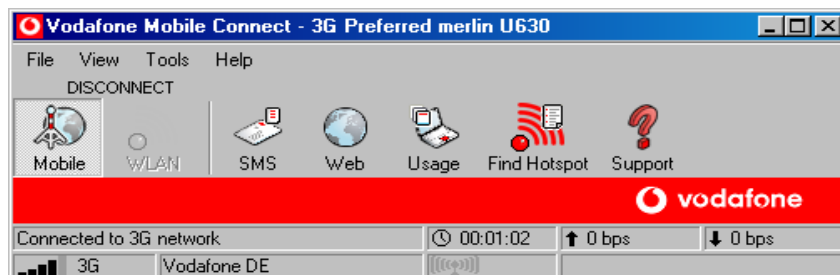 Vodafone Mobile Connect - 3G Preferred merlin U630
File View Tools Help
DISCONNECT
Mobile WLAN SMS Web Usage Find Hotspot Support
vodafone
Connected to 3G network 00:01:02 0 bps 0 bps
3G Vodafone DE